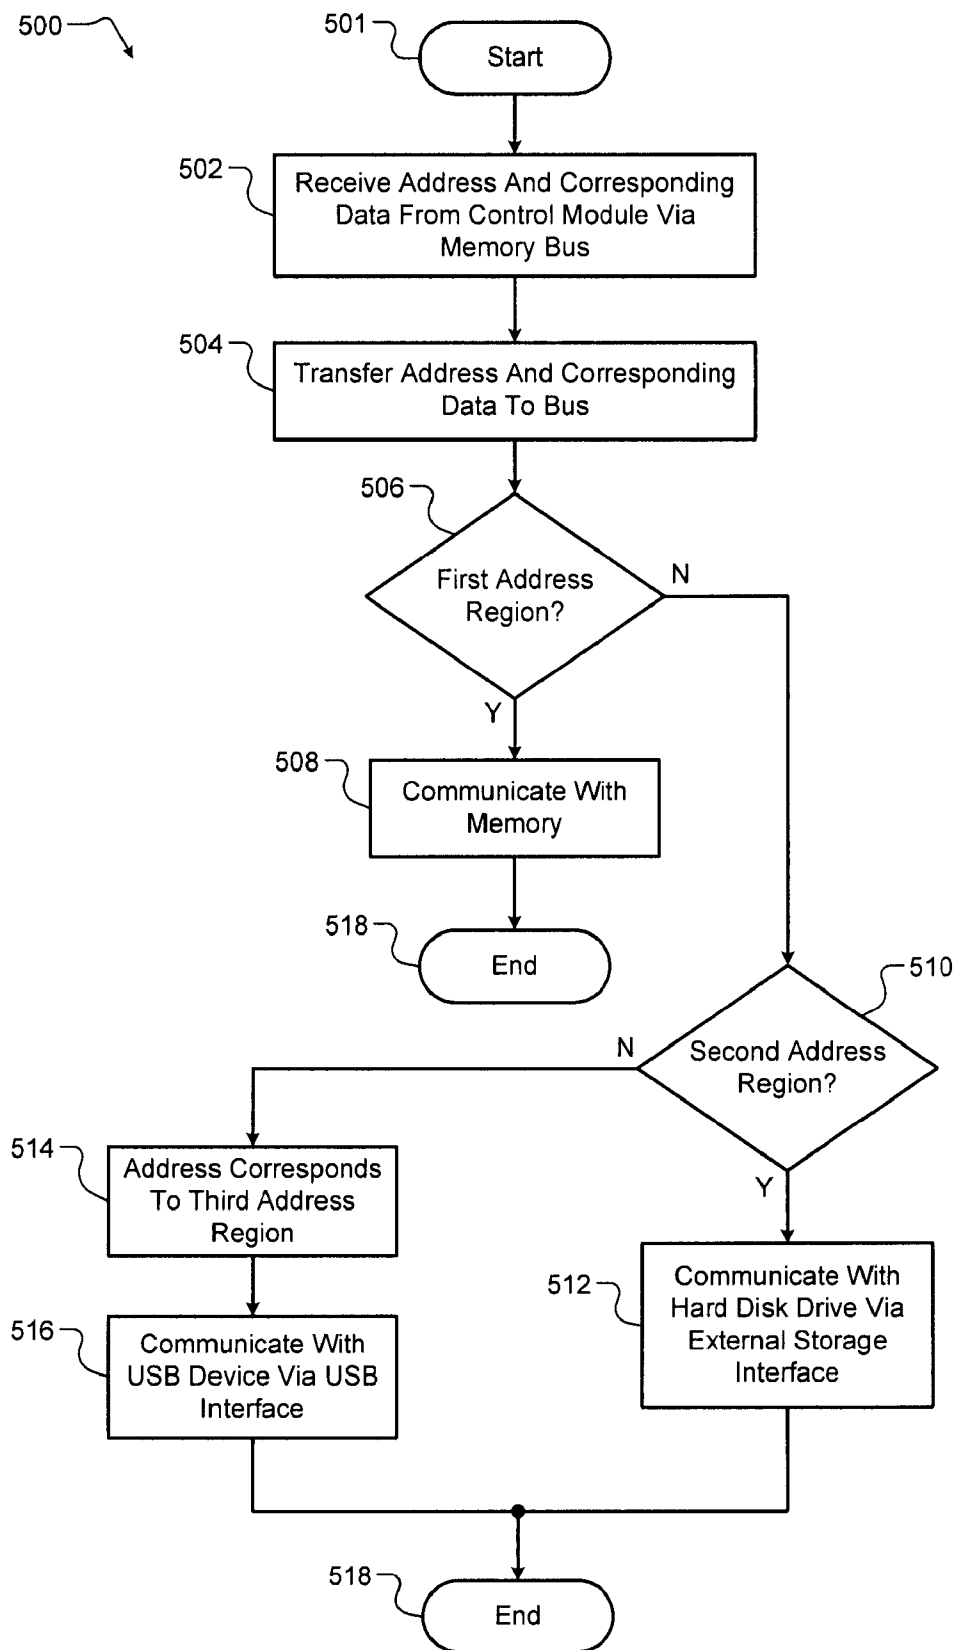 500
501
Start
502
Receive Address And Corresponding
Data From Control Module Via
Memory Bus
504
Transfer Address And Corresponding
Data To Bus
506
First Address
Region?
N
Y
508
Communicate With
Memory
518
End
510
Second Address
Region?
N
Y
514
Address Corresponds
To Third Address
Region
512
Communicate With
Hard Disk Drive Via
External Storage
Interface
516
Communicate With
USB Device Via USB
Interface
518
End